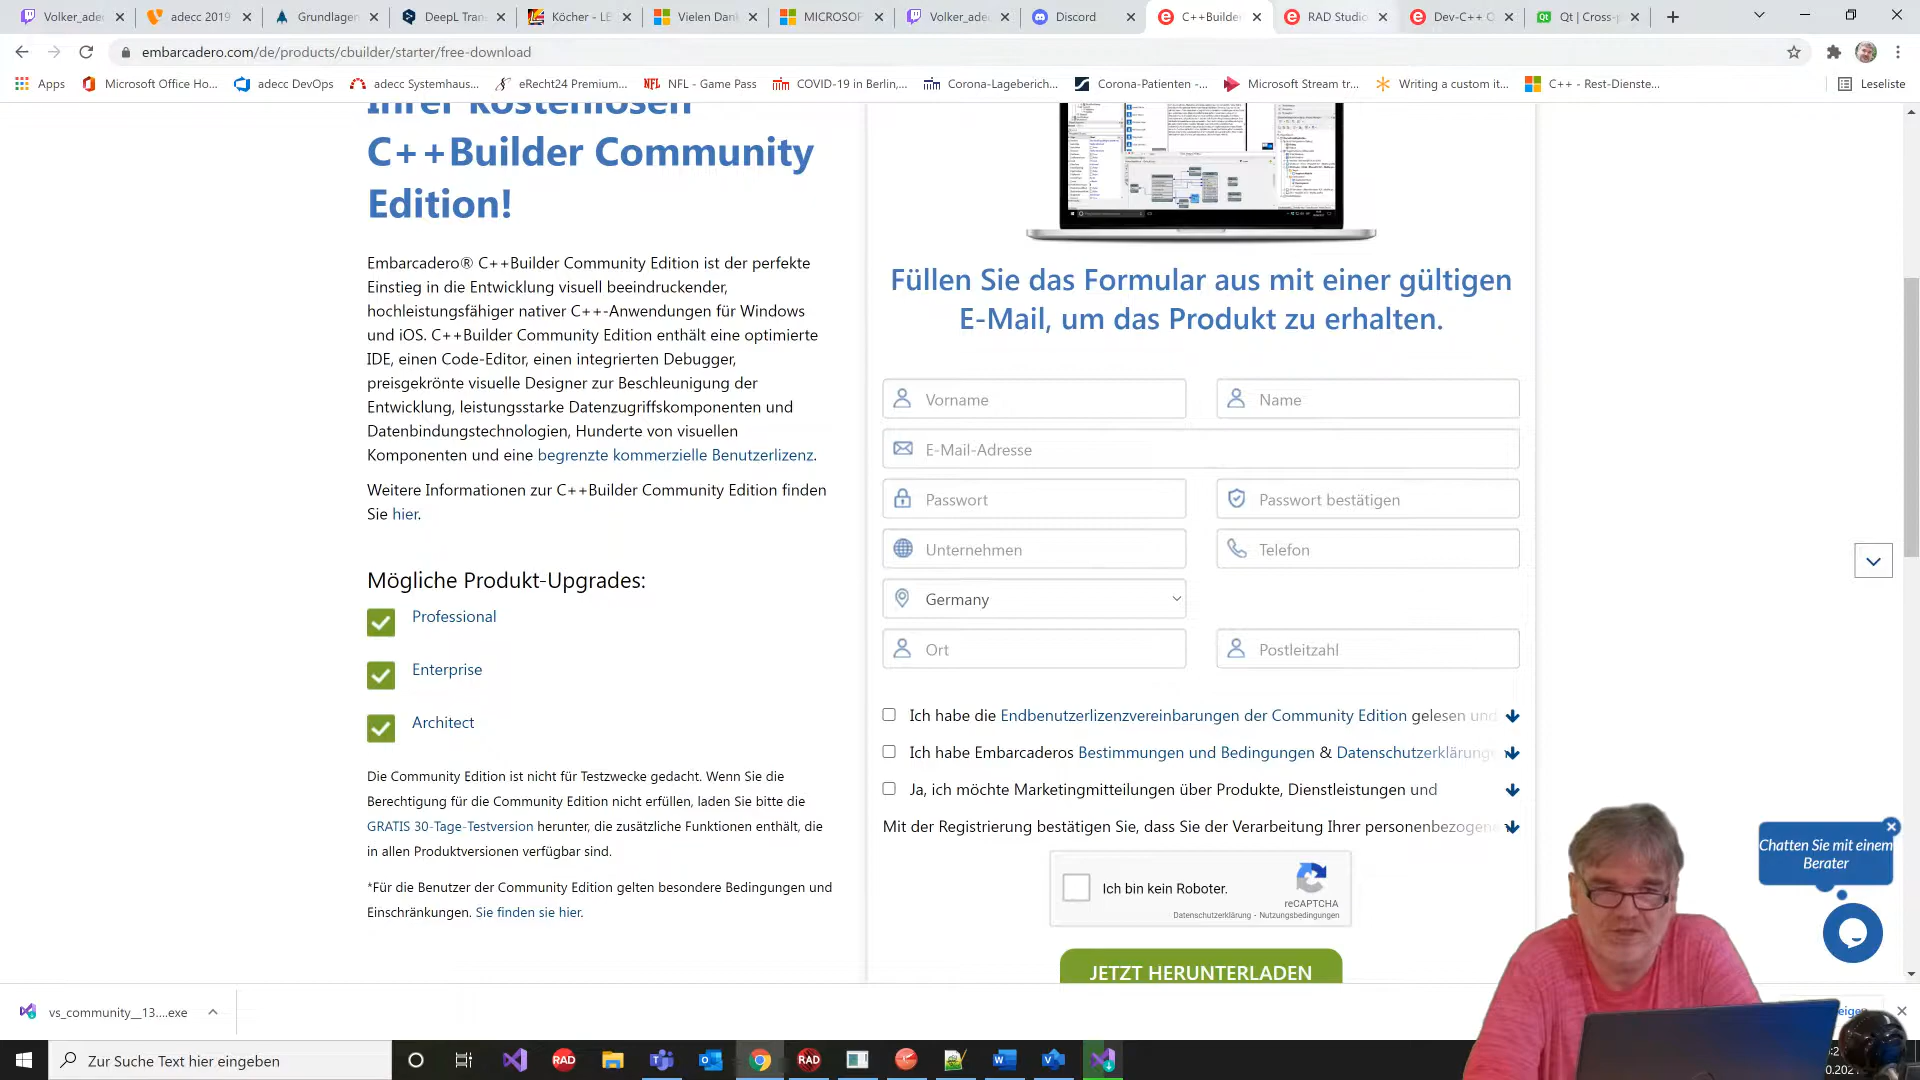 Volker_adec
adecc 2019
Grundlagen
DeepL Tran
Köcher - LE
Vielen Dank
MICROSOF
Volker_adec
Discord
C++Builder
RAD Studio
Dev-C++ O
Qt | Cross-p
embarcadero.com/de/products/cbuilder/starter/free-download
Apps
Microsoft Office Ho...
adecc DevOps
adecc Systemhaus...
eRecht24 Premium...
NFL - Game Pass
COVID-19 in Berlin,...
Corona-Lageberich...
Corona-Patienten -...
Microsoft Stream tr...
Writing a custom it...
C++ - Rest-Dienste...
Leseliste
Ihrer kostenlosen
C++Builder Community
Edition!
Embarcadero® C++Builder Community Edition ist der perfekte
Einstieg in die Entwicklung visuell beeindruckender,
hochleistungsfähiger nativer C++-Anwendungen für Windows
und iOS. C++Builder Community Edition enthält eine optimierte
IDE, einen Code-Editor, einen integrierten Debugger,
preisgekrönte visuelle Designer zur Beschleunigung der
Entwicklung, leistungsstarke Datenzugriffskomponenten und
Datenbindungstechnologien, Hunderte von visuellen
Komponenten und eine begrenzte kommerzielle Benutzerlizenz.
Weitere Informationen zur C++Builder Community Edition finden
Sie hier.
Mögliche Produkt-Upgrades:
Professional
Enterprise
Architect
Die Community Edition ist nicht für Testzwecke gedacht. Wenn Sie die
Berechtigung für die Community Edition nicht erfüllen, laden Sie bitte die
GRATIS 30-Tage-Testversion herunter, die zusätzliche Funktionen enthält, die
in allen Produktversionen verfügbar sind.
*Für die Benutzer der Community Edition gelten besondere Bedingungen und
Einschränkungen. Sie finden sie hier.
Füllen Sie das Formular aus mit einer gültigen
E-Mail, um das Produkt zu erhalten.
Vorname
Name
E-Mail-Adresse
Passwort
Passwort bestätigen
Unternehmen
Telefon
Germany
Ort
Postleitzahl
Ich habe die Endbenutzerlizenzvereinbarungen der Community Edition gelesen und
Ich habe Embarcaderos Bestimmungen und Bedingungen & Datenschutzerklärung
Ja, ich möchte Marketingmitteilungen über Produkte, Dienstleistungen und
Mit der Registrierung bestätigen Sie, dass Sie der Verarbeitung Ihrer personenbezogenen
Ich bin kein Roboter.
reCAPTCHA
Datenschutzerklärung - Nutzungsbedingungen
JETZT HERUNTERLADEN
Chatten Sie mit einem
Berater
vs_community__13....exe
Zur Suche Text hier eingeben
RAD
RAD